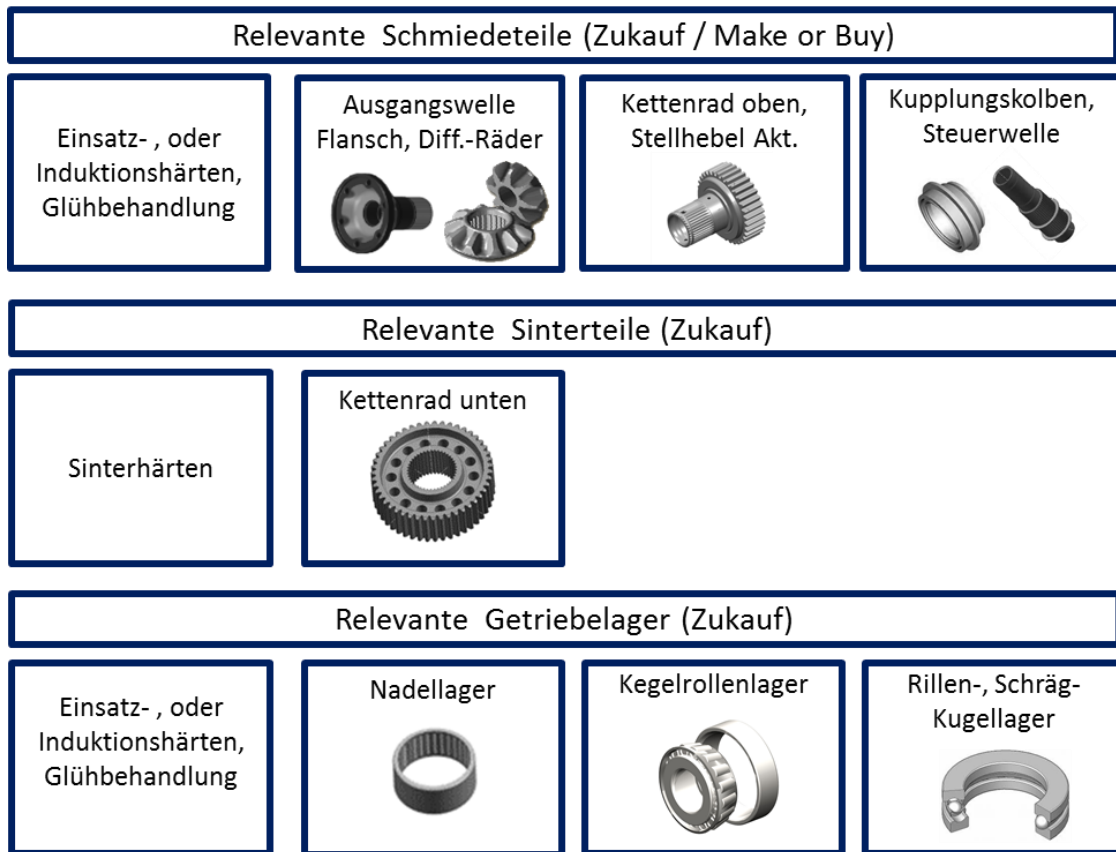 Relevante Schmiedeteile (Zukauf / Make or Buy)
Einsatz- , oder
Induktionshärten,
Glühbehandlung
Ausgangswelle
Flansch, Diff.-Räder
Kettenrad oben,
Stellhebel Akt.
Kupplungskolben,
Steuerwelle
Relevante Sinterteile (Zukauf)
Sinterhärten
Kettenrad unten
Relevante Getriebelager (Zukauf)
Einsatz- , oder
Induktionshärten,
Glühbehandlung
Nadellager
Kegelrollenlager
Rillen-, Schräg-
Kugellager